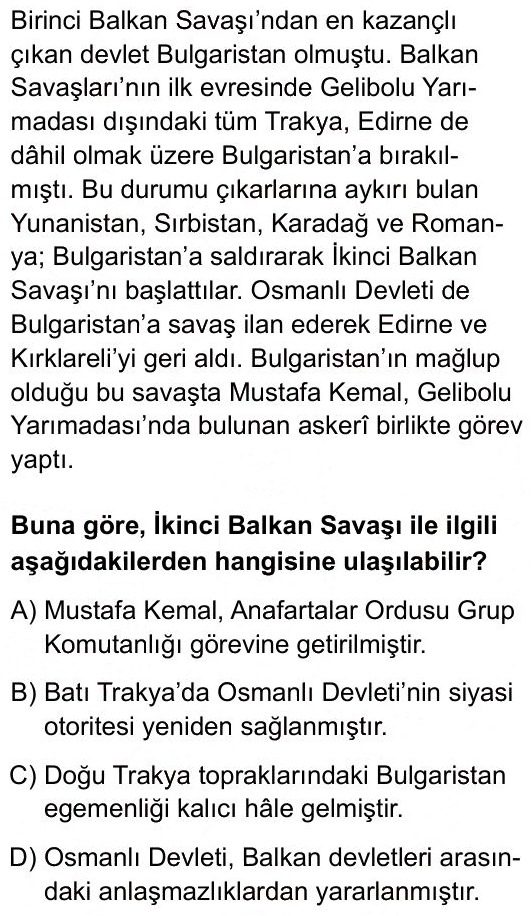 Birinci Balkan Savaşı’ndan en kazançlı
çıkan devlet Bulgaristan olmuştu. Balkan
Savaşları’nın ilk evresinde Gelibolu Yarı-
madası dışındaki tüm Trakya, Edirne de
dâhil olmak üzere Bulgaristan’a bırakıl-
mıştı. Bu durumu çıkarlarına aykırı bulan
Yunanistan, Sırbistan, Karadağ ve Roman-
ya; Bulgaristan’a saldırarak İkinci Balkan
Savaşı’nı başlattılar. Osmanlı Devleti de
Bulgaristan’a savaş ilan ederek Edirne ve
Kırklareli’yi geri aldı. Bulgaristan’ın mağlup
olduğu bu savaşta Mustafa Kemal, Gelibolu
Yarımadası’nda bulunan askerî birlikte görev
yaptı.
Buna göre, İkinci Balkan Savaşı ile ilgili
aşağıdakilerden hangisine ulaşılabilir?
A) Mustafa Kemal, Anafartalar Ordusu Grup
Komutanlığı görevine getirilmiştir.
B) Batı Trakya’da Osmanlı Devleti’nin siyasi
otoritesi yeniden sağlanmıştır.
C) Doğu Trakya topraklarındaki Bulgaristan
egemenliği kalıcı hâle gelmiştir.
D) Osmanlı Devleti, Balkan devletleri arasın-
daki anlaşmazlıklardan yararlanmıştır.